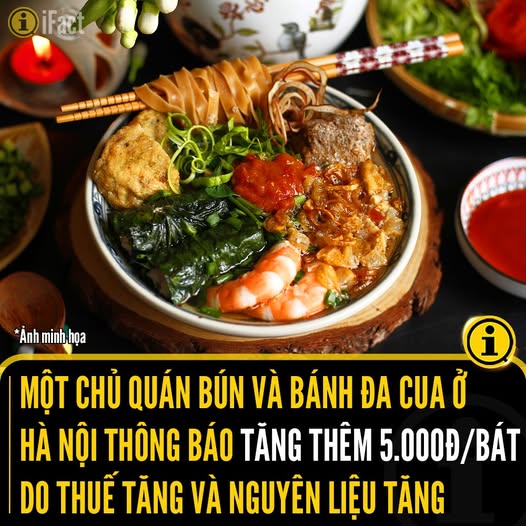 iFact
*Ảnh minh họa
MỘT CHỦ QUÁN BÚN VÀ BÁNH ĐA CUA Ở
HÀ NỘI THÔNG BÁO TĂNG THÊM 5.000Đ/BÁT
DO THUẾ TĂNG VÀ NGUYÊN LIỆU TĂNG